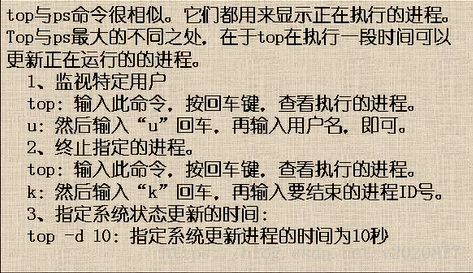 top与ps命令很相似。它们都用来显示正在执行的进程。
Top与ps最大的不同之处，在于top在执行一段时间可以
更新正在运行的的进程。
1、监视特定用户
top: 输入此命令，按回车键，查看执行的进程。
u: 然后输入“u”回车，再输入用户名，即可。
2、终止指定的进程。
top: 输入此命令，按回车键，查看执行的进程。
k: 然后输入“k”回车，再输入要结束的进程ID号。
3、指定系统状态更新的时间:
top -d 10: 指定系统更新进程的时间为10秒